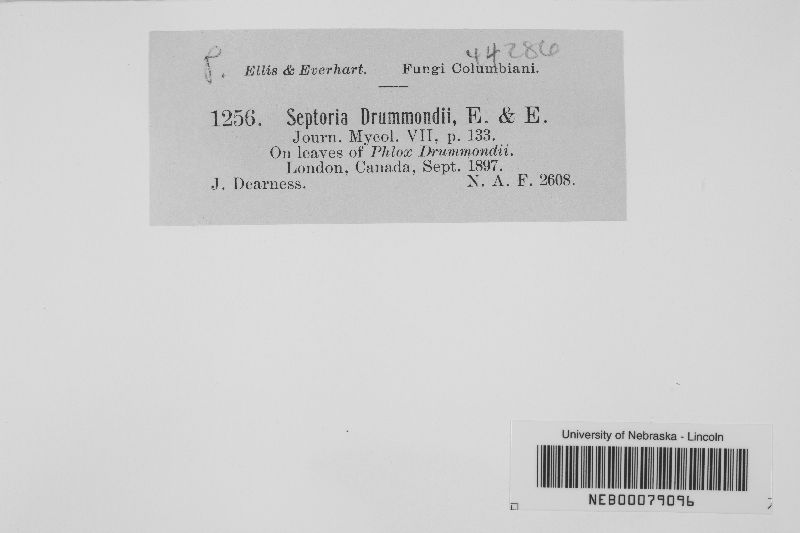 44286
P. Ellis & Everhart. Fungi Columbiani.
1256. Septoria Drummondii, E. & E.
Journ. Mycol. VII, p. 133.
On leaves of Phlox Drummondii.
London, Canada, Sept. 1897.
J. Dearness. N. A. F. 2608.
University of Nebraska - Lincoln
NEB00079096